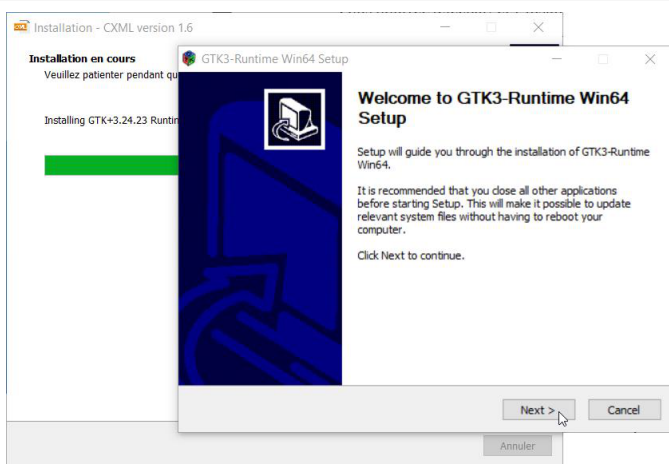 Installation - CXML version 1.6
Installation en cours
Veuillez patienter pendant qu
Installing GTK+3.24.23 Runtin
GTK3-Runtime Win64 Setup
Welcome to GTK3-Runtime Win64
Setup
Setup will guide you through the installation of GTK3-Runtime
Win64.
It is recommended that you close all other applications
before starting Setup. This will make it possible to update
relevant system files without having to reboot your
computer.
Click Next to continue.
Next >
Cancel
Annuler